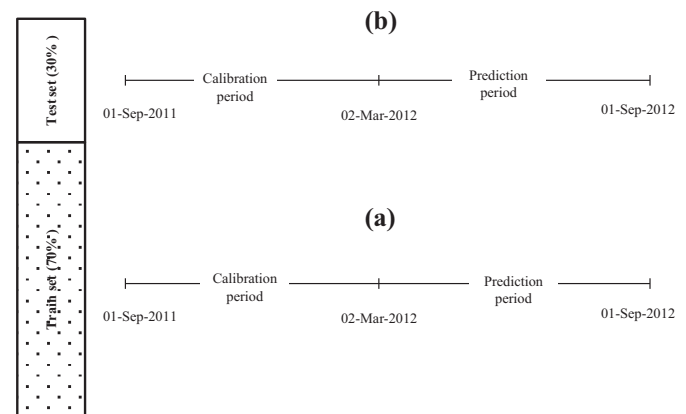 (b)
Test set (30% )
Calibration
period
Prediction
period
01-Sep-2011
02-Mar-2012
01-Sep-2012
(a)
Train set (70%)
Calibration
period
Prediction
period
01-Sep-2011
02-Mar-2012
01-Sep-2012